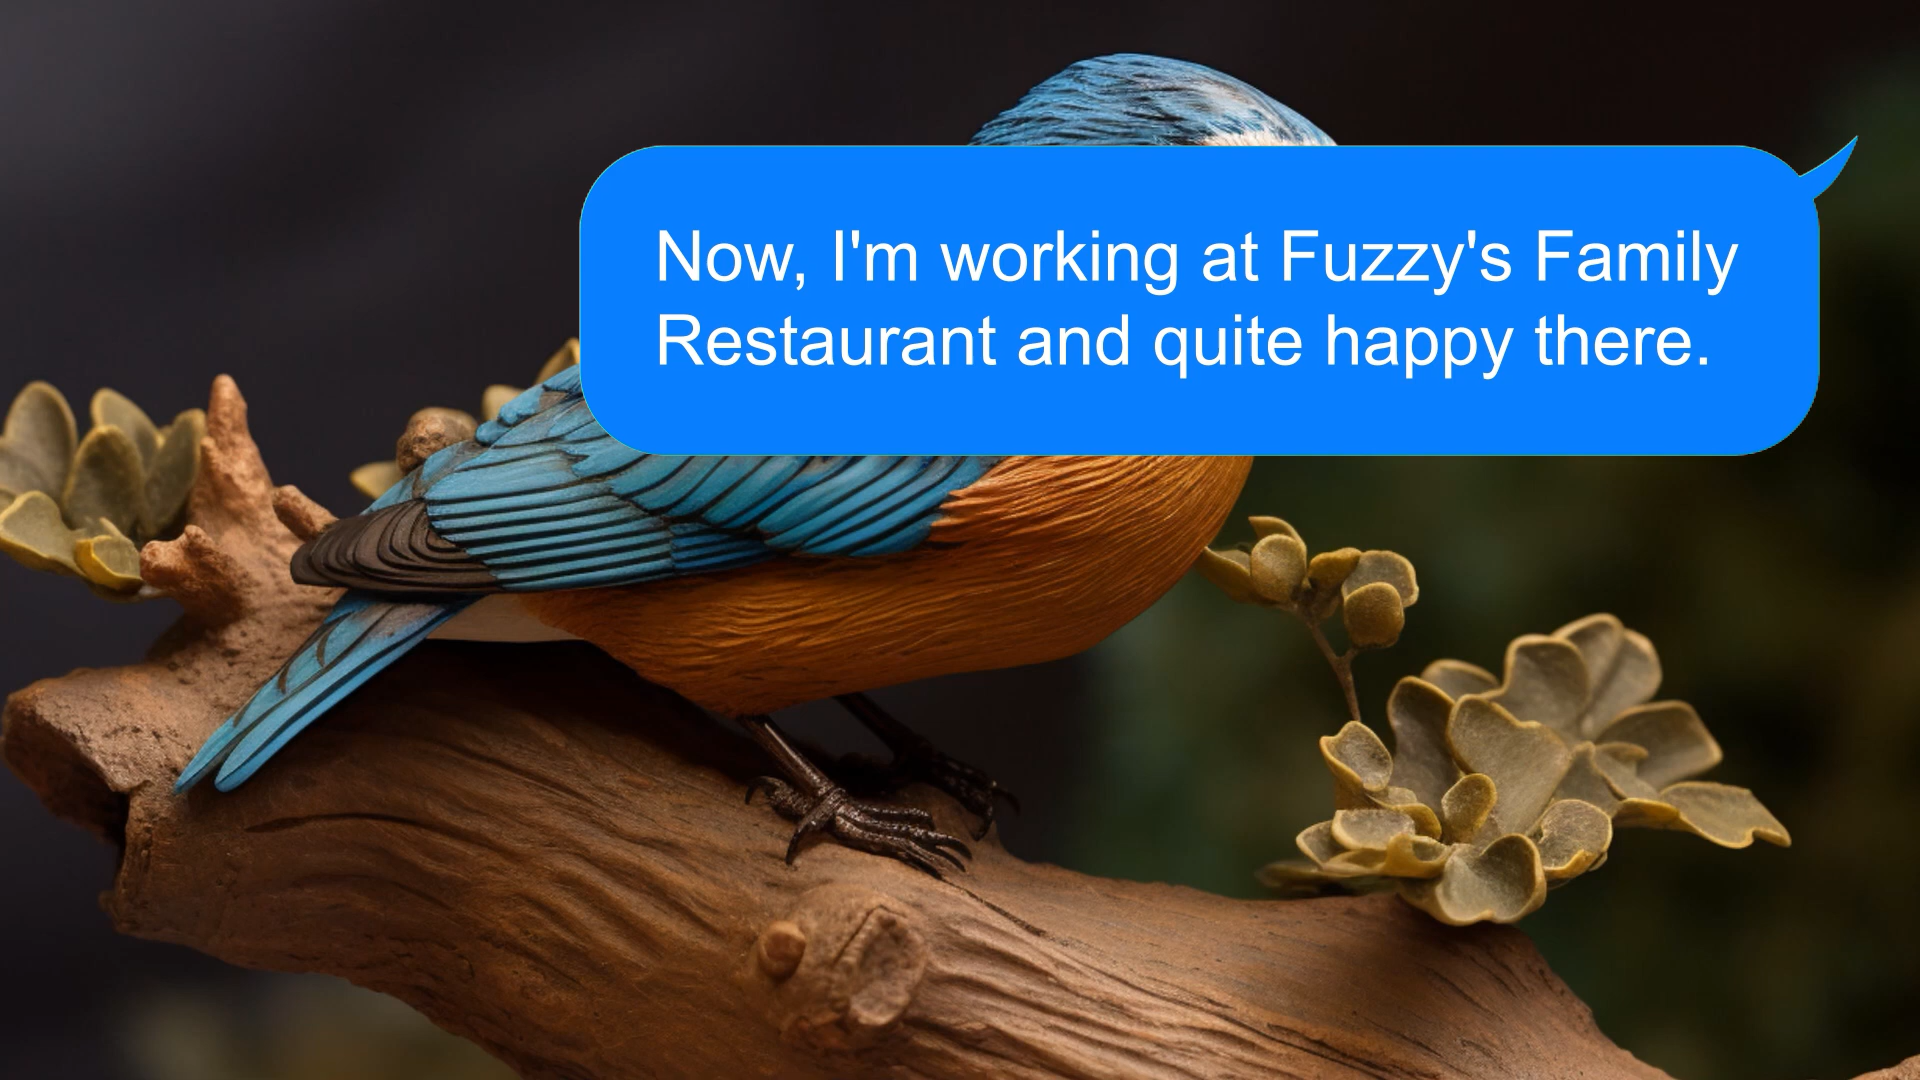 Now, I'm working at Fuzzy's Family
Restaurant and quite happy there.